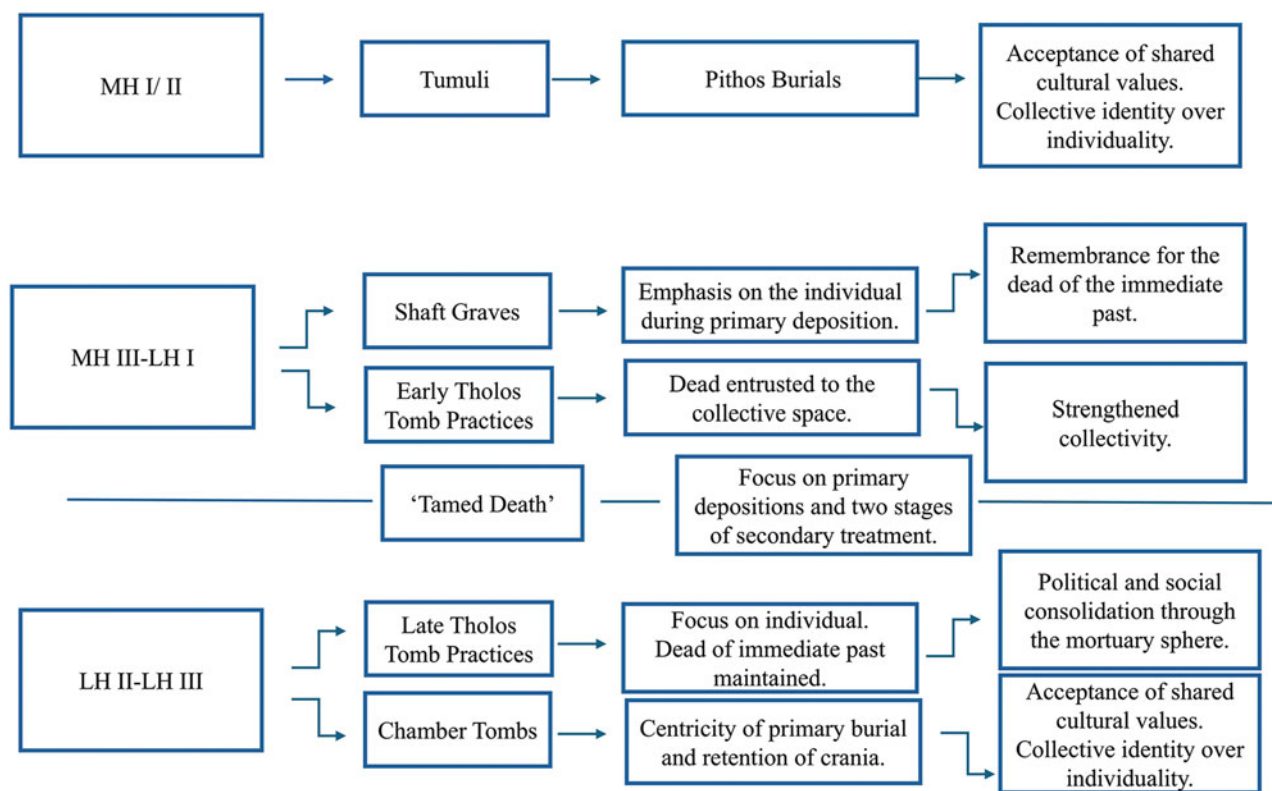 MH I/ II
Tumuli
Pithos Burials
Acceptance of shared
cultural values.
Collective identity over
individuality.
MH III-LH I
Shaft Graves
Emphasis on the individual
during primary deposition.
Remembrance for the
dead of the immediate
past.
Early Tholos
Tomb Practices
Dead entrusted to the
collective space.
Strengthened
collectivity.
‘Tamed Death’
Focus on primary
depositions and two stages
of secondary treatment.
LH II-LH III
Late Tholos
Tomb Practices
Focus on individual.
Dead of immediate past
maintained.
Political and social
consolidation through
the mortuary sphere.
Chamber Tombs
Centricity of primary burial
and retention of crania.
Acceptance of shared
cultural values.
Collective identity over
individuality.